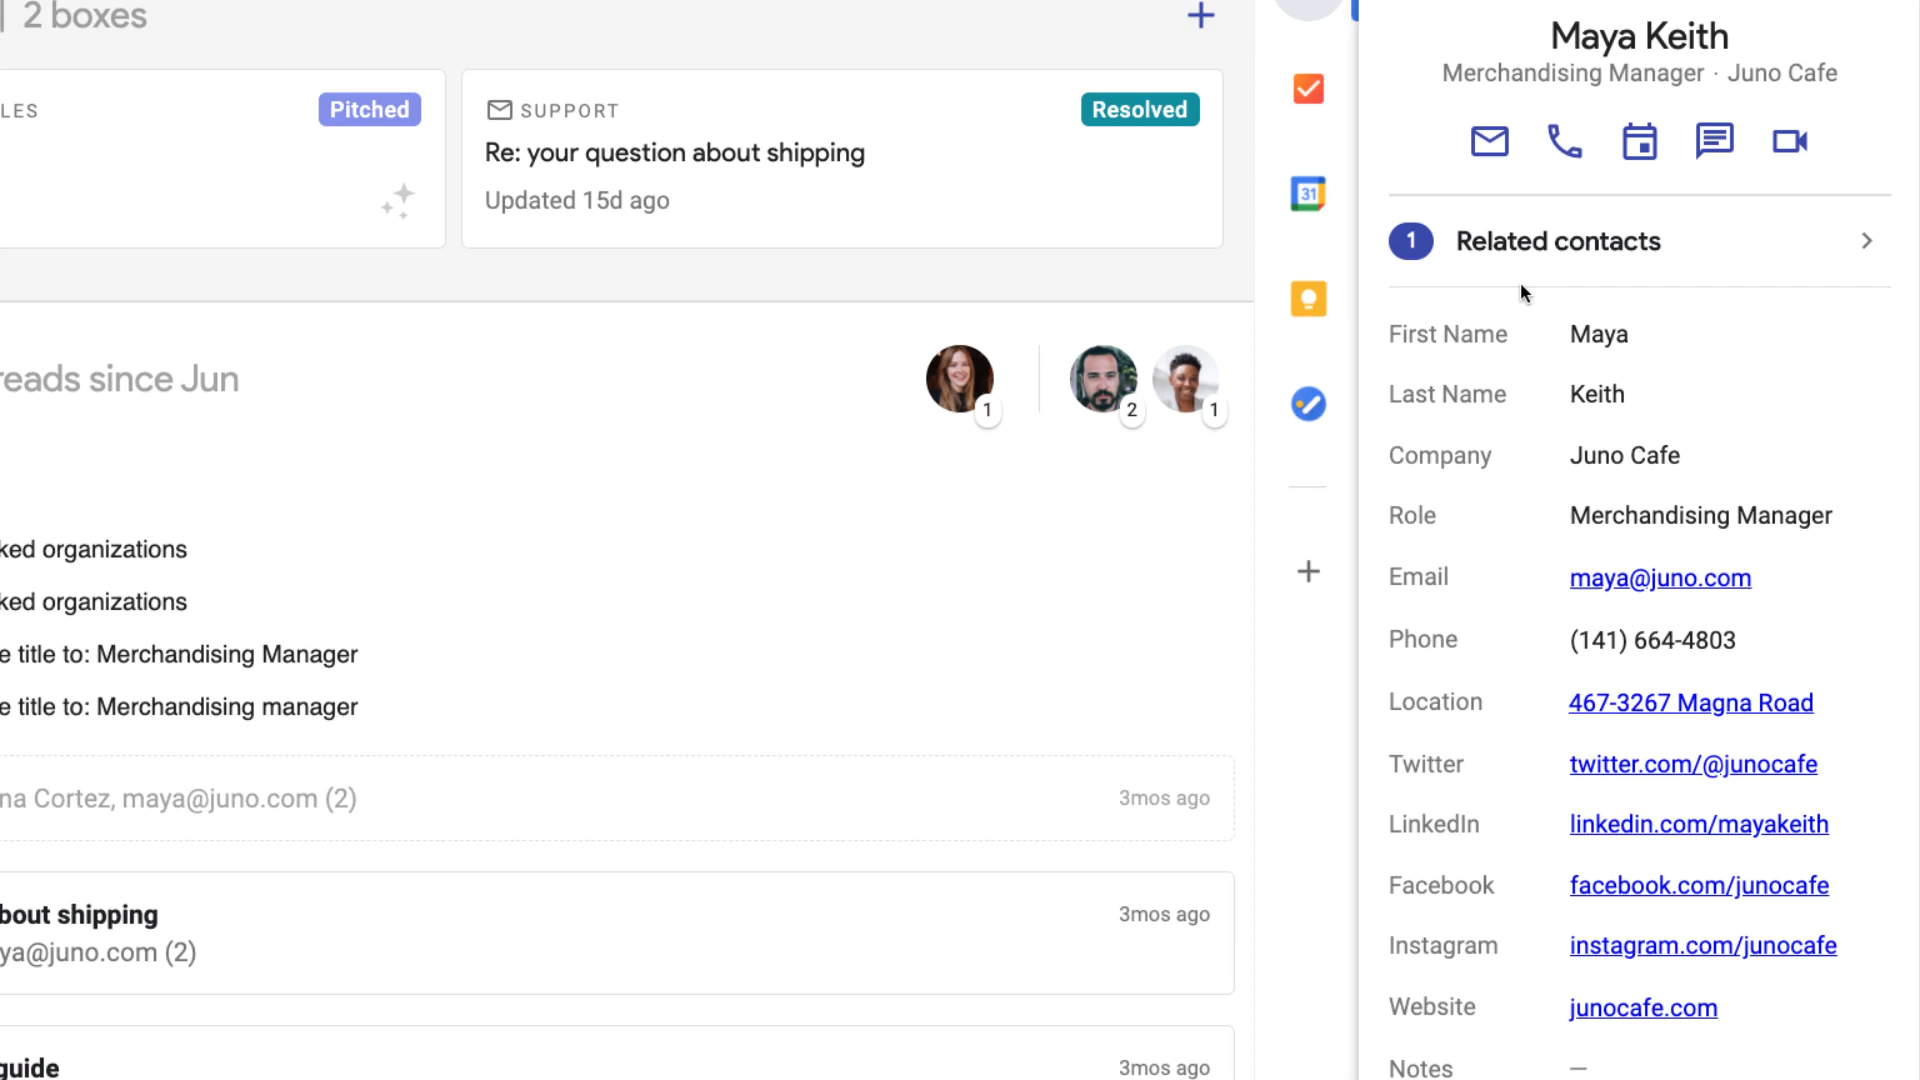 2 boxes
LES
Pitched
SUPPORT
Resolved
Re: your question about shipping
Updated 15d ago
reads since Jun
1
2
1
ked organizations
ked organizations
e title to: Merchandising Manager
e title to: Merchandising manager
na Cortez, maya@juno.com (2)
3mos ago
bout shipping
3mos ago
ya@juno.com (2)
guide
3mos ago
31
Maya Keith
Merchandising Manager · Juno Cafe
1 Related contacts
First Name Maya
Last Name Keith
Company Juno Cafe
Role Merchandising Manager
Email maya@juno.com
Phone (141) 664-4803
Location 467-3267 Magna Road
Twitter twitter.com/@junocafe
LinkedIn linkedin.com/mayakeith
Facebook facebook.com/junocafe
Instagram instagram.com/junocafe
Website junocafe.com
Notes —